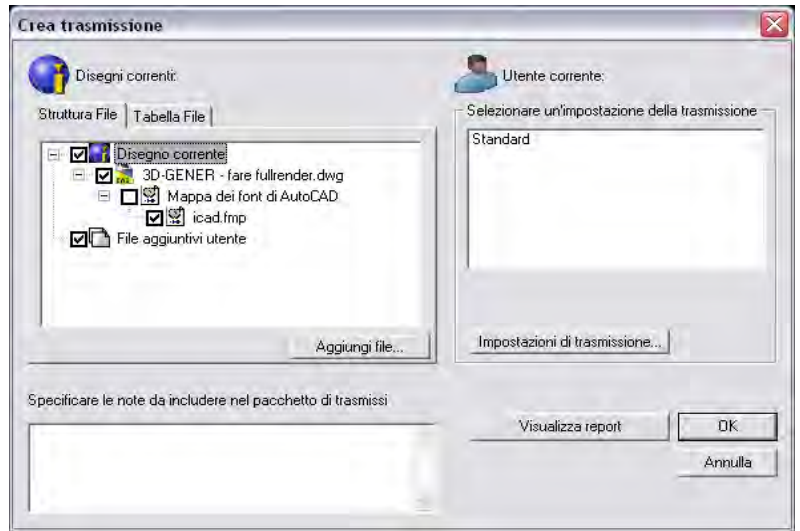 Crea trasmissione
Disegni correnti:
Utente corrente:
Struttura File
Tabella File
Selezionare un'impostazione della trasmissione
Disegno corrente
3D-GENER - fare fullrender.dwg
Mappa dei font di AutoCAD
icad.fmp
File aggiuntivi utente
Standard
Aggiungi file...
Impostazioni di trasmissione...
Specificare le note da includere nel pacchetto di trasmissi
Visualizza report
OK
Annulla